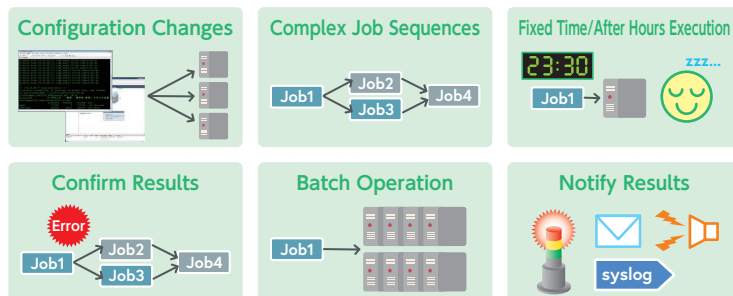 Configuration Changes
Complex Job Sequences
Job1
Job2
Job3
Job4
Fixed Time/After Hours Execution
23:30
zzz...
Job1
Confirm Results
Error
Job1
Job2
Job3
Job4
Batch Operation
Job1
Notify Results
syslog